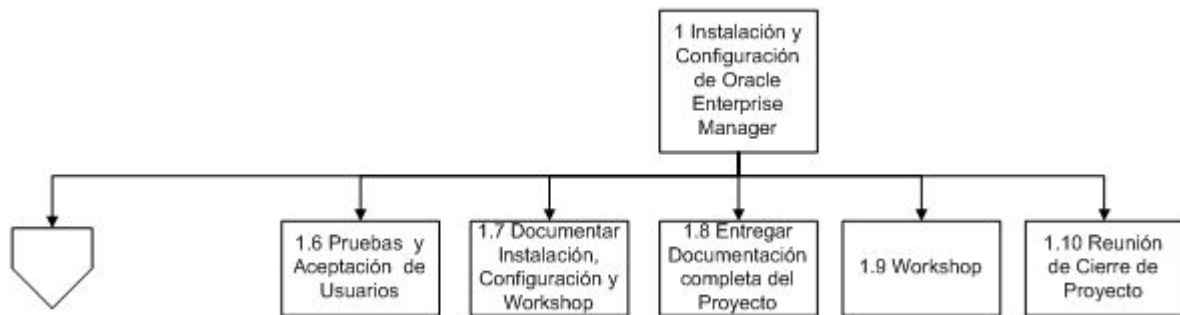 1 Instalación y
Configuración
de Oracle
Enterprise
Manager
1.6 Pruebas y
Aceptación de
Usuarios
1.7 Documentar
Instalación,
Configuración y
Workshop
1.8 Entregar
Documentación
completa del
Proyecto
1.9 Workshop
1.10 Reunión
de Cierre de
Proyecto